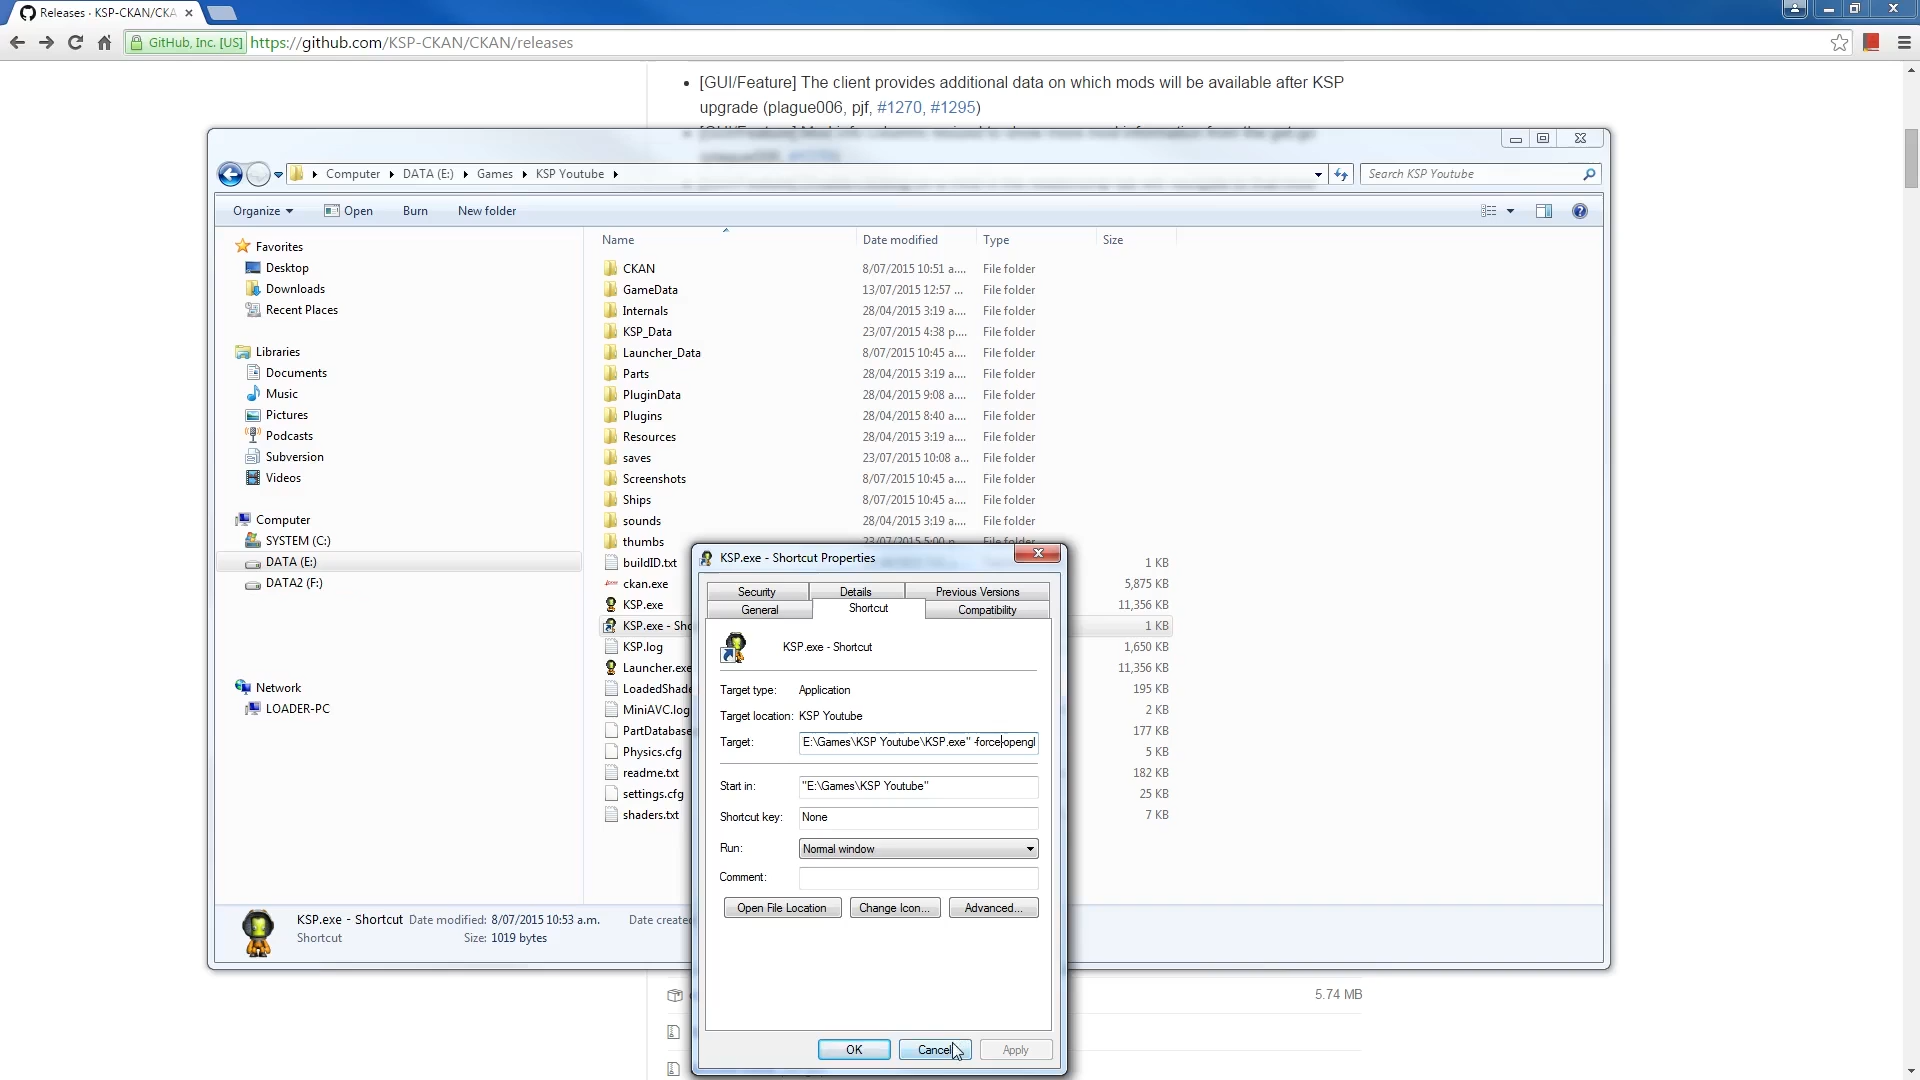 Releases · KSP-CKAN/CKA
GitHub, Inc. [US] https://github.com/KSP-CKAN/CKAN/releases
[GUI/Feature] The client provides additional data on which mods will be available after KSP
upgrade (plague006, pjf, #1270, #1295)
Computer DATA (E:) Games KSP Youtube
Search KSP Youtube
Organize Open Burn New folder
Name Date modified Type Size
Favorites
Desktop
Downloads
Recent Places
Libraries
Documents
Music
Pictures
Podcasts
Subversion
Videos
Computer
SYSTEM (C:)
DATA (E:)
DATA2 (F:)
Network
LOADER-PC
CKAN 8/07/2015 10:51 a.... File folder
GameData 13/07/2015 12:57 ... File folder
Internals 28/04/2015 3:19 a.... File folder
KSP_Data 23/07/2015 4:38 p.... File folder
Launcher_Data 8/07/2015 10:45 a.... File folder
Parts 28/04/2015 3:19 a.... File folder
PluginData 28/04/2015 9:08 a.... File folder
Plugins 28/04/2015 8:40 a.... File folder
Resources 28/04/2015 3:19 a.... File folder
saves 23/07/2015 10:08 a... File folder
Screenshots 8/07/2015 10:45 a.... File folder
Ships 8/07/2015 10:45 a.... File folder
sounds 28/04/2015 3:19 a.... File folder
thumbs 23/07/2015 5:00 p.... File folder
buildID.txt 1 KB
ckan.exe 5,875 KB
KSP.exe 11,356 KB
KSP.exe - Sho 1 KB
KSP.log 1,650 KB
Launcher.exe 11,356 KB
LoadedShade 195 KB
MiniAVC.log 2 KB
PartDatabase 177 KB
Physics.cfg 5 KB
readme.txt 182 KB
settings.cfg 25 KB
shaders.txt 7 KB
KSP.exe - Shortcut Date modified: 8/07/2015 10:53 a.m. Date created
Shortcut Size: 1019 bytes
KSP.exe - Shortcut Properties
Security Details Previous Versions
General Shortcut Compatibility
KSP.exe - Shortcut
Target type: Application
Target location: KSP Youtube
Target: E:\Games\KSP Youtube\KSP.exe" -force-opengl
Start in: "E:\Games\KSP Youtube"
Shortcut key: None
Run: Normal window
Comment:
Open File Location Change Icon... Advanced...
OK Cancel Apply
5.74 MB